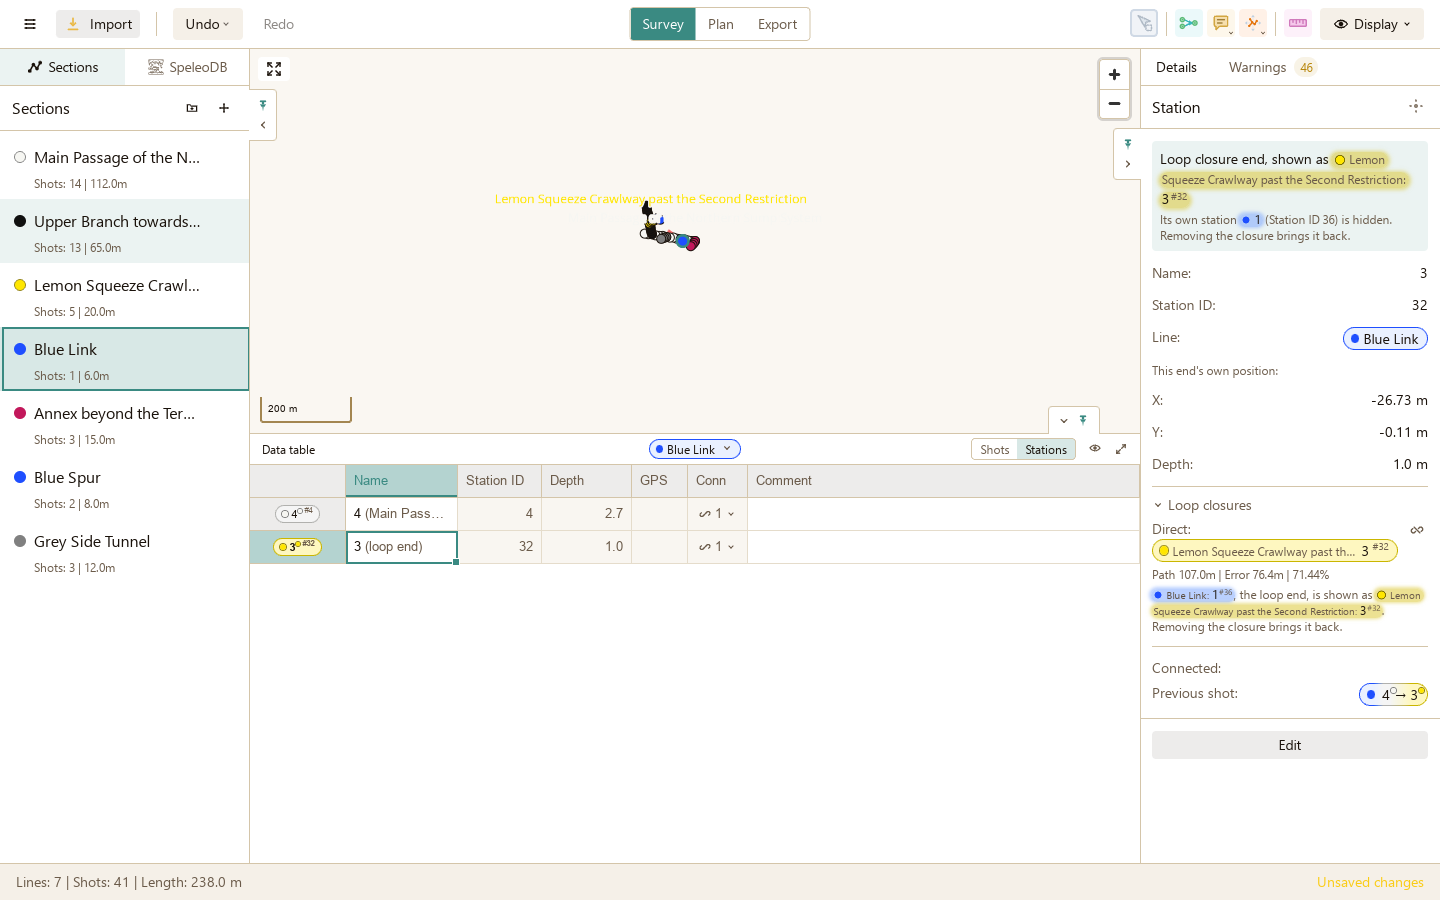 Import
Undo
Redo
Survey
Plan
Export
Display
Sections
SpeleoDB
Details
Warnings 46
Sections
Main Passage of the N...
Shots: 14 | 112.0m
Upper Branch towards...
Shots: 13 | 65.0m
Lemon Squeeze Crawl...
Shots: 5 | 20.0m
Blue Link
Shots: 1 | 6.0m
Annex beyond the Ter...
Shots: 3 | 15.0m
Blue Spur
Shots: 2 | 8.0m
Grey Side Tunnel
Shots: 3 | 12.0m
Lemon Squeeze Crawlway past the Second Restriction
200 m
Data table
Blue Link
Shots
Stations
Name Station ID Depth GPS Conn Comment
4 #4 4 (Main Pass... 4 2.7 1
3 #32 3 (loop end) 32 1.0 1
Station
Loop closure end, shown as Lemon
Squeeze Crawlway past the Second Restriction:
3 #32
Its own station 1 (Station ID 36) is hidden.
Removing the closure brings it back.
Name: 3
Station ID: 32
Line: Blue Link
This end's own position:
X: -26.73 m
Y: -0.11 m
Depth: 1.0 m
Loop closures
Direct:
Lemon Squeeze Crawlway past th... 3 #32
Path 107.0m | Error 76.4m | 71.44%
Blue Link: 1 #36, the loop end, is shown as Lemon
Squeeze Crawlway past the Second Restriction: 3 #32.
Removing the closure brings it back.
Connected:
Previous shot: 4 → 3
Edit
Lines: 7 | Shots: 41 | Length: 238.0 m
Unsaved changes